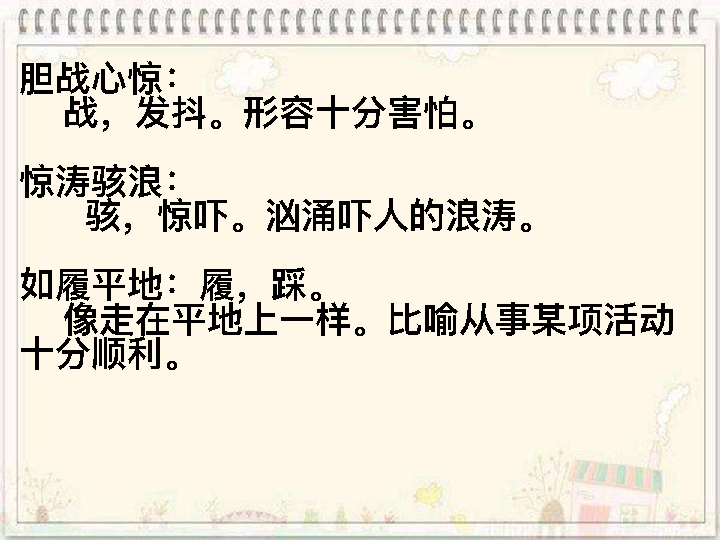 胆战心惊：
战，发抖。形容十分害怕。
惊涛骇浪：
骇，惊吓。汹涌吓人的浪涛。
如履平地：履，踩。
像走在平地上一样。比喻从事某项活动
十分顺利。